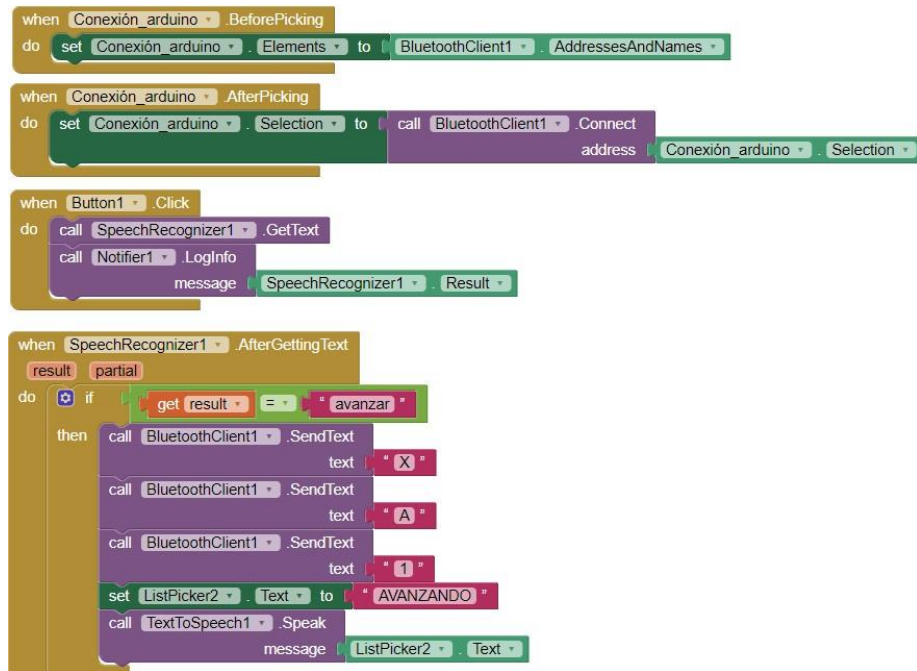 when Conexión_arduino .BeforePicking
do set Conexión_arduino . Elements to BluetoothClient1 . AddressesAndNames
when Conexión_arduino .AfterPicking
do set Conexión_arduino . Selection to call BluetoothClient1 .Connect
address Conexión_arduino . Selection
when Button1 .Click
do call SpeechRecognizer1 .GetText
call Notifier1 .LogInfo
message SpeechRecognizer1 . Result
when SpeechRecognizer1 .AfterGettingText
result partial
do if get result = " avanzar "
then call BluetoothClient1 .SendText
text " X "
call BluetoothClient1 .SendText
text " A "
call BluetoothClient1 .SendText
text " 1 "
set ListPicker2 . Text to " AVANZANDO "
call TextToSpeech1 .Speak
message ListPicker2 . Text